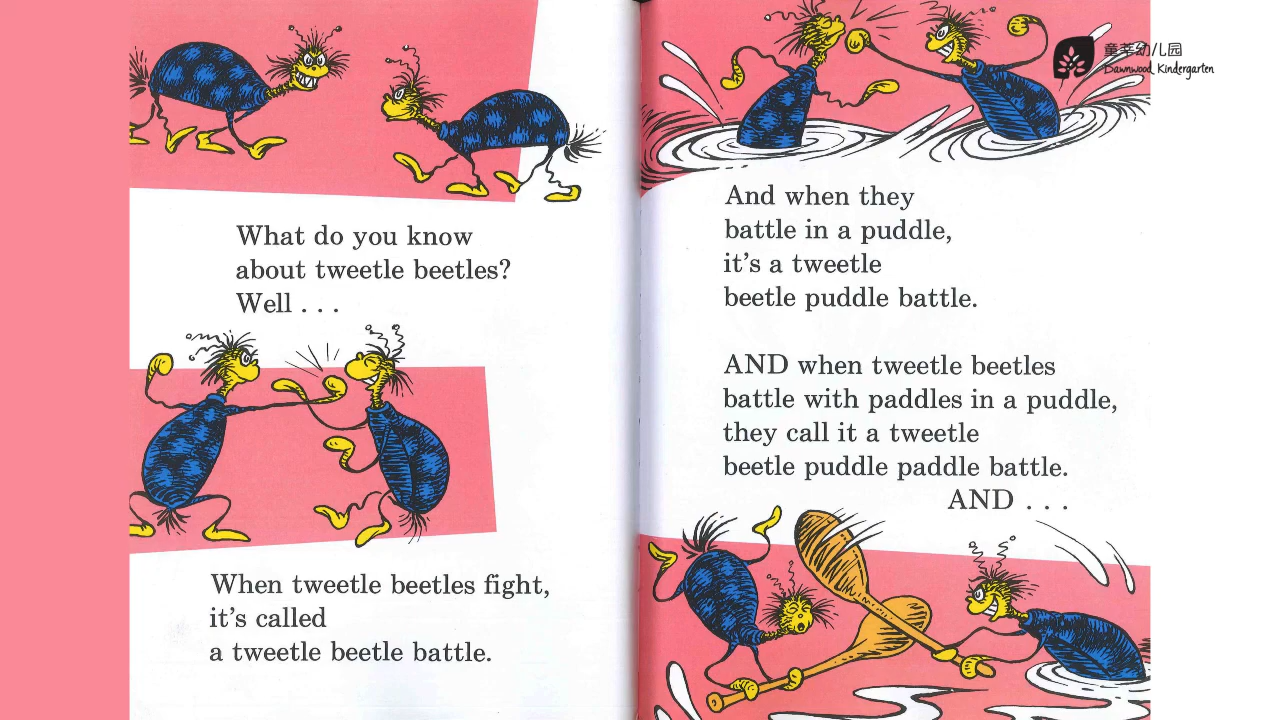 What do you know
about tweetle beetles?
Well . . .
When tweetle beetles fight,
it's called
a tweetle beetle battle.
And when they
battle in a puddle,
it's a tweetle
beetle puddle battle.
AND when tweetle beetles
battle with paddles in a puddle,
they call it a tweetle
beetle puddle paddle battle.
AND . . .
童莘幼儿园
Dawnwood Kindergarten